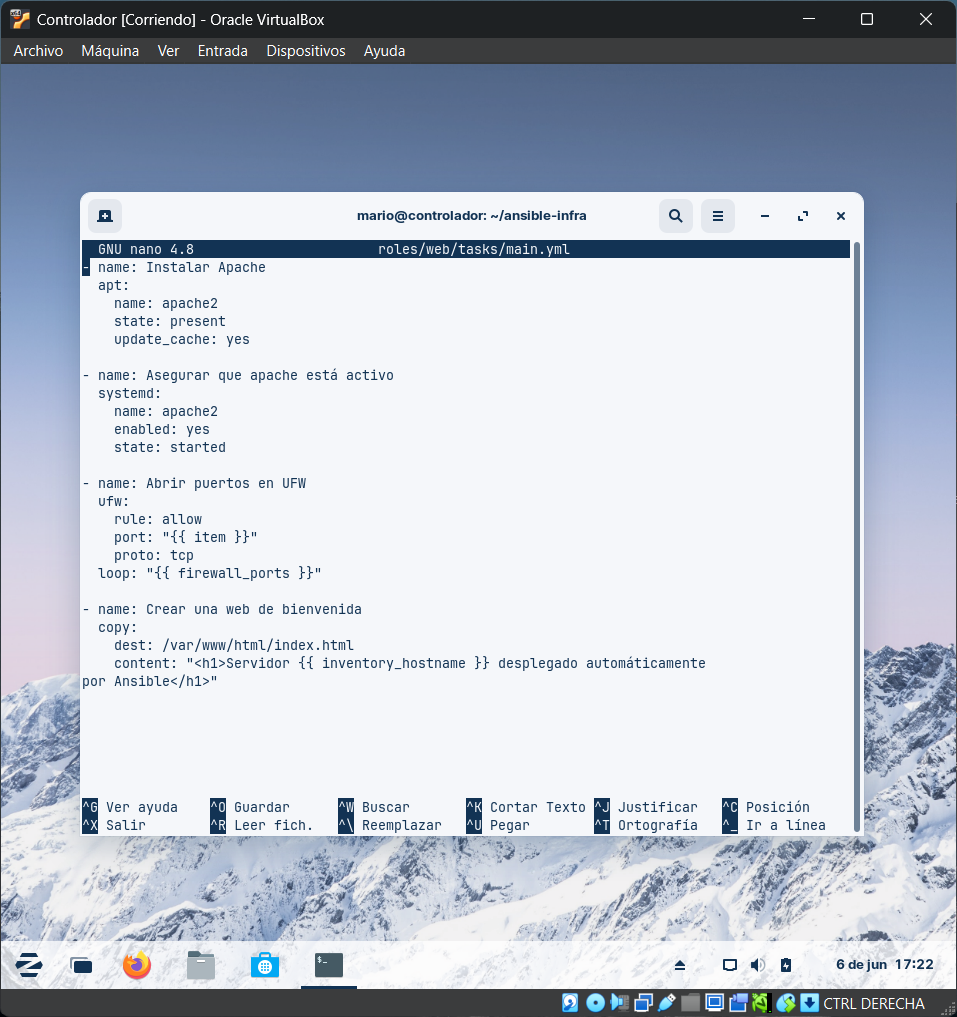 Controlador [Corriendo] - Oracle VirtualBox
Archivo Máquina Ver Entrada Dispositivos Ayuda
mario@controlador: ~/ansible-infra
GNU nano 4.8 roles/web/tasks/main.yml
- name: Instalar Apache
  apt:
    name: apache2
    state: present
    update_cache: yes

- name: Asegurar que apache está activo
  systemd:
    name: apache2
    enabled: yes
    state: started

- name: Abrir puertos en UFW
  ufw:
    rule: allow
    port: "{{ item }}"
    proto: tcp
  loop: "{{ firewall_ports }}"

- name: Crear una web de bienvenida
  copy:
    dest: /var/www/html/index.html
    content: "<h1>Servidor {{ inventory_hostname }} desplegado automáticamente
por Ansible</h1>"
^G Ver ayuda ^O Guardar ^W Buscar ^K Cortar Texto ^J Justificar ^C Posición
^X Salir ^R Leer fich. ^\ Reemplazar ^U Pegar ^T Ortografía ^_ Ir a línea
6 de jun 17:22
CTRL DERECHA